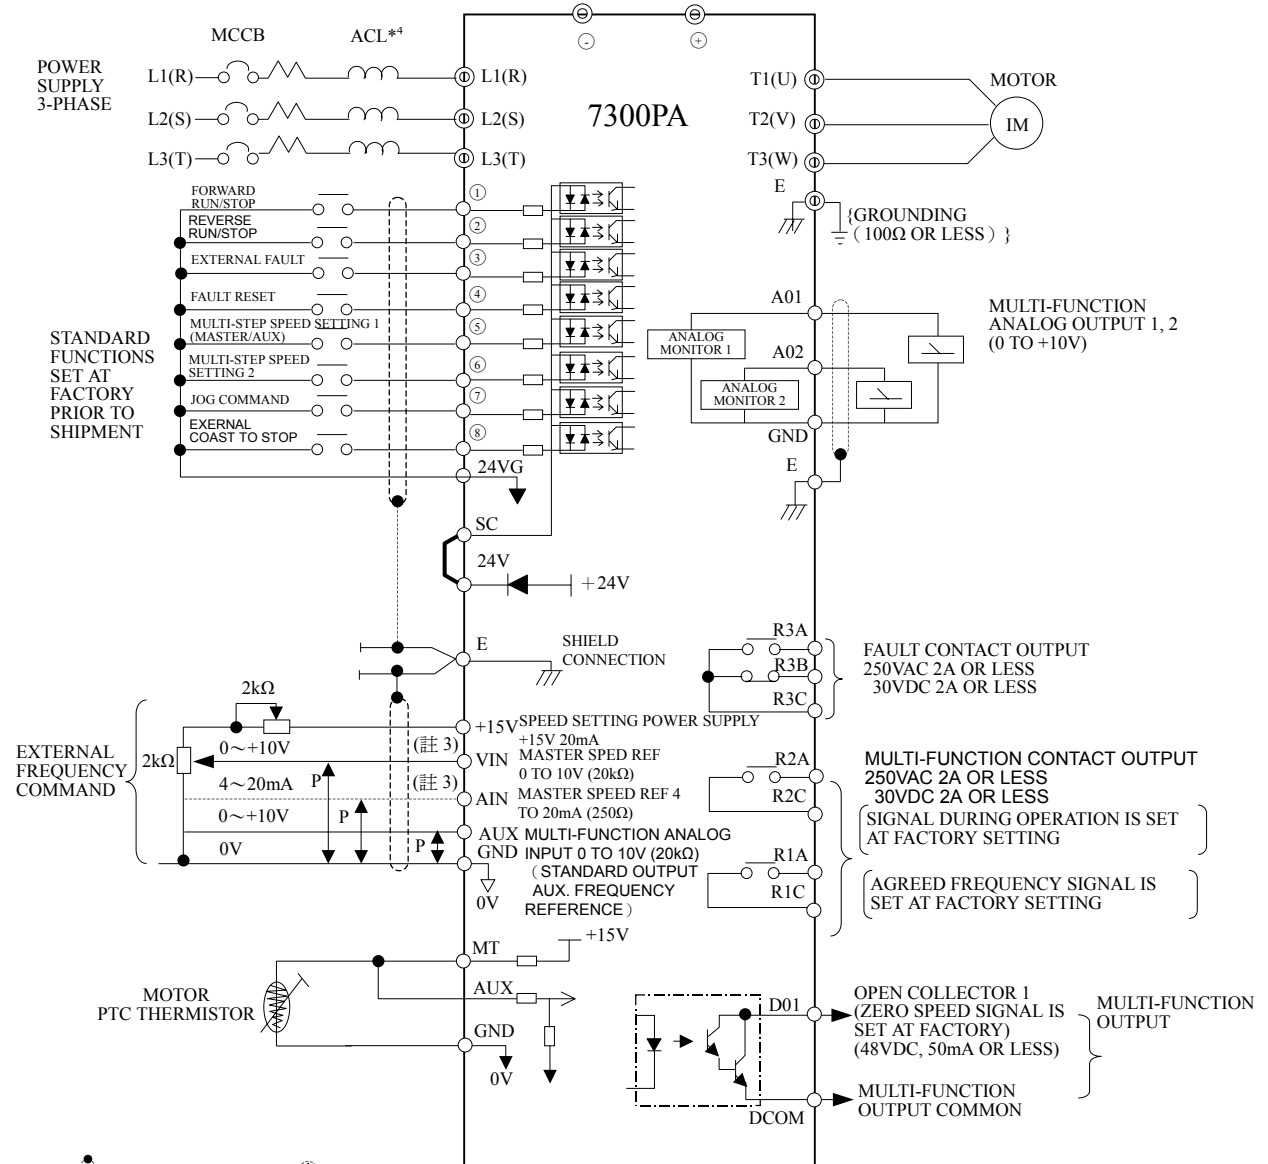 MCCB
ACL*4
-
+
POWER
SUPPLY
3-PHASE
L1(R)
L1(R)
L2(S)
L2(S)
L3(T)
L3(T)
7300PA
T1(U)
T2(V)
T3(W)
E
MOTOR
IM
{GROUNDING
(100Ω OR LESS) }
FORWARD
RUN/STOP
①
REVERSE
RUN/STOP
②
EXTERNAL FAULT
③
FAULT RESET
④
MULTI-STEP SPEED SETTING 1
(MASTER/AUX)
⑤
MULTI-STEP SPEED
SETTING 2
⑥
JOG COMMAND
⑦
EXERNAL
COAST TO STOP
⑧
STANDARD
FUNCTIONS
SET AT
FACTORY
PRIOR TO
SHIPMENT
24VG
SC
24V
+24V
A01
ANALOG
MONITOR 1
A02
ANALOG
MONITOR 2
GND
E
MULTI-FUNCTION
ANALOG OUTPUT 1, 2
(0 TO +10V)
E
SHIELD
CONNECTION
R3A
R3B
R3C
FAULT CONTACT OUTPUT
250VAC 2A OR LESS
30VDC 2A OR LESS
EXTERNAL
FREQUENCY
COMMAND
2kΩ
2kΩ
0～+10V
(註 3)
4～20mA
(註 3)
0～+10V
0V
P
P
P
+15V
SPEED SETTING POWER SUPPLY
+15V 20mA
VIN
MASTER SPED REF
0 TO 10V (20kΩ)
AIN
MASTER SPEED REF 4
TO 20mA (250Ω)
AUX
GND
MULTI-FUNCTION ANALOG
INPUT 0 TO 10V (20kΩ)
(STANDARD OUTPUT
AUX. FREQUENCY
REFERENCE)
0V
R2A
R2C
R1A
R1C
MULTI-FUNCTION CONTACT OUTPUT
250VAC 2A OR LESS
30VDC 2A OR LESS
SIGNAL DURING OPERATION IS SET
AT FACTORY SETTING
AGREED FREQUENCY SIGNAL IS
SET AT FACTORY SETTING
MOTOR
PTC THERMISTOR
MT
+15V
AUX
GND
0V
D01
DCOM
OPEN COLLECTOR 1
(ZERO SPEED SIGNAL IS
SET AT FACTORY)
(48VDC, 50mA OR LESS)
MULTI-FUNCTION
OUTPUT COMMON
MULTI-FUNCTION
OUTPUT